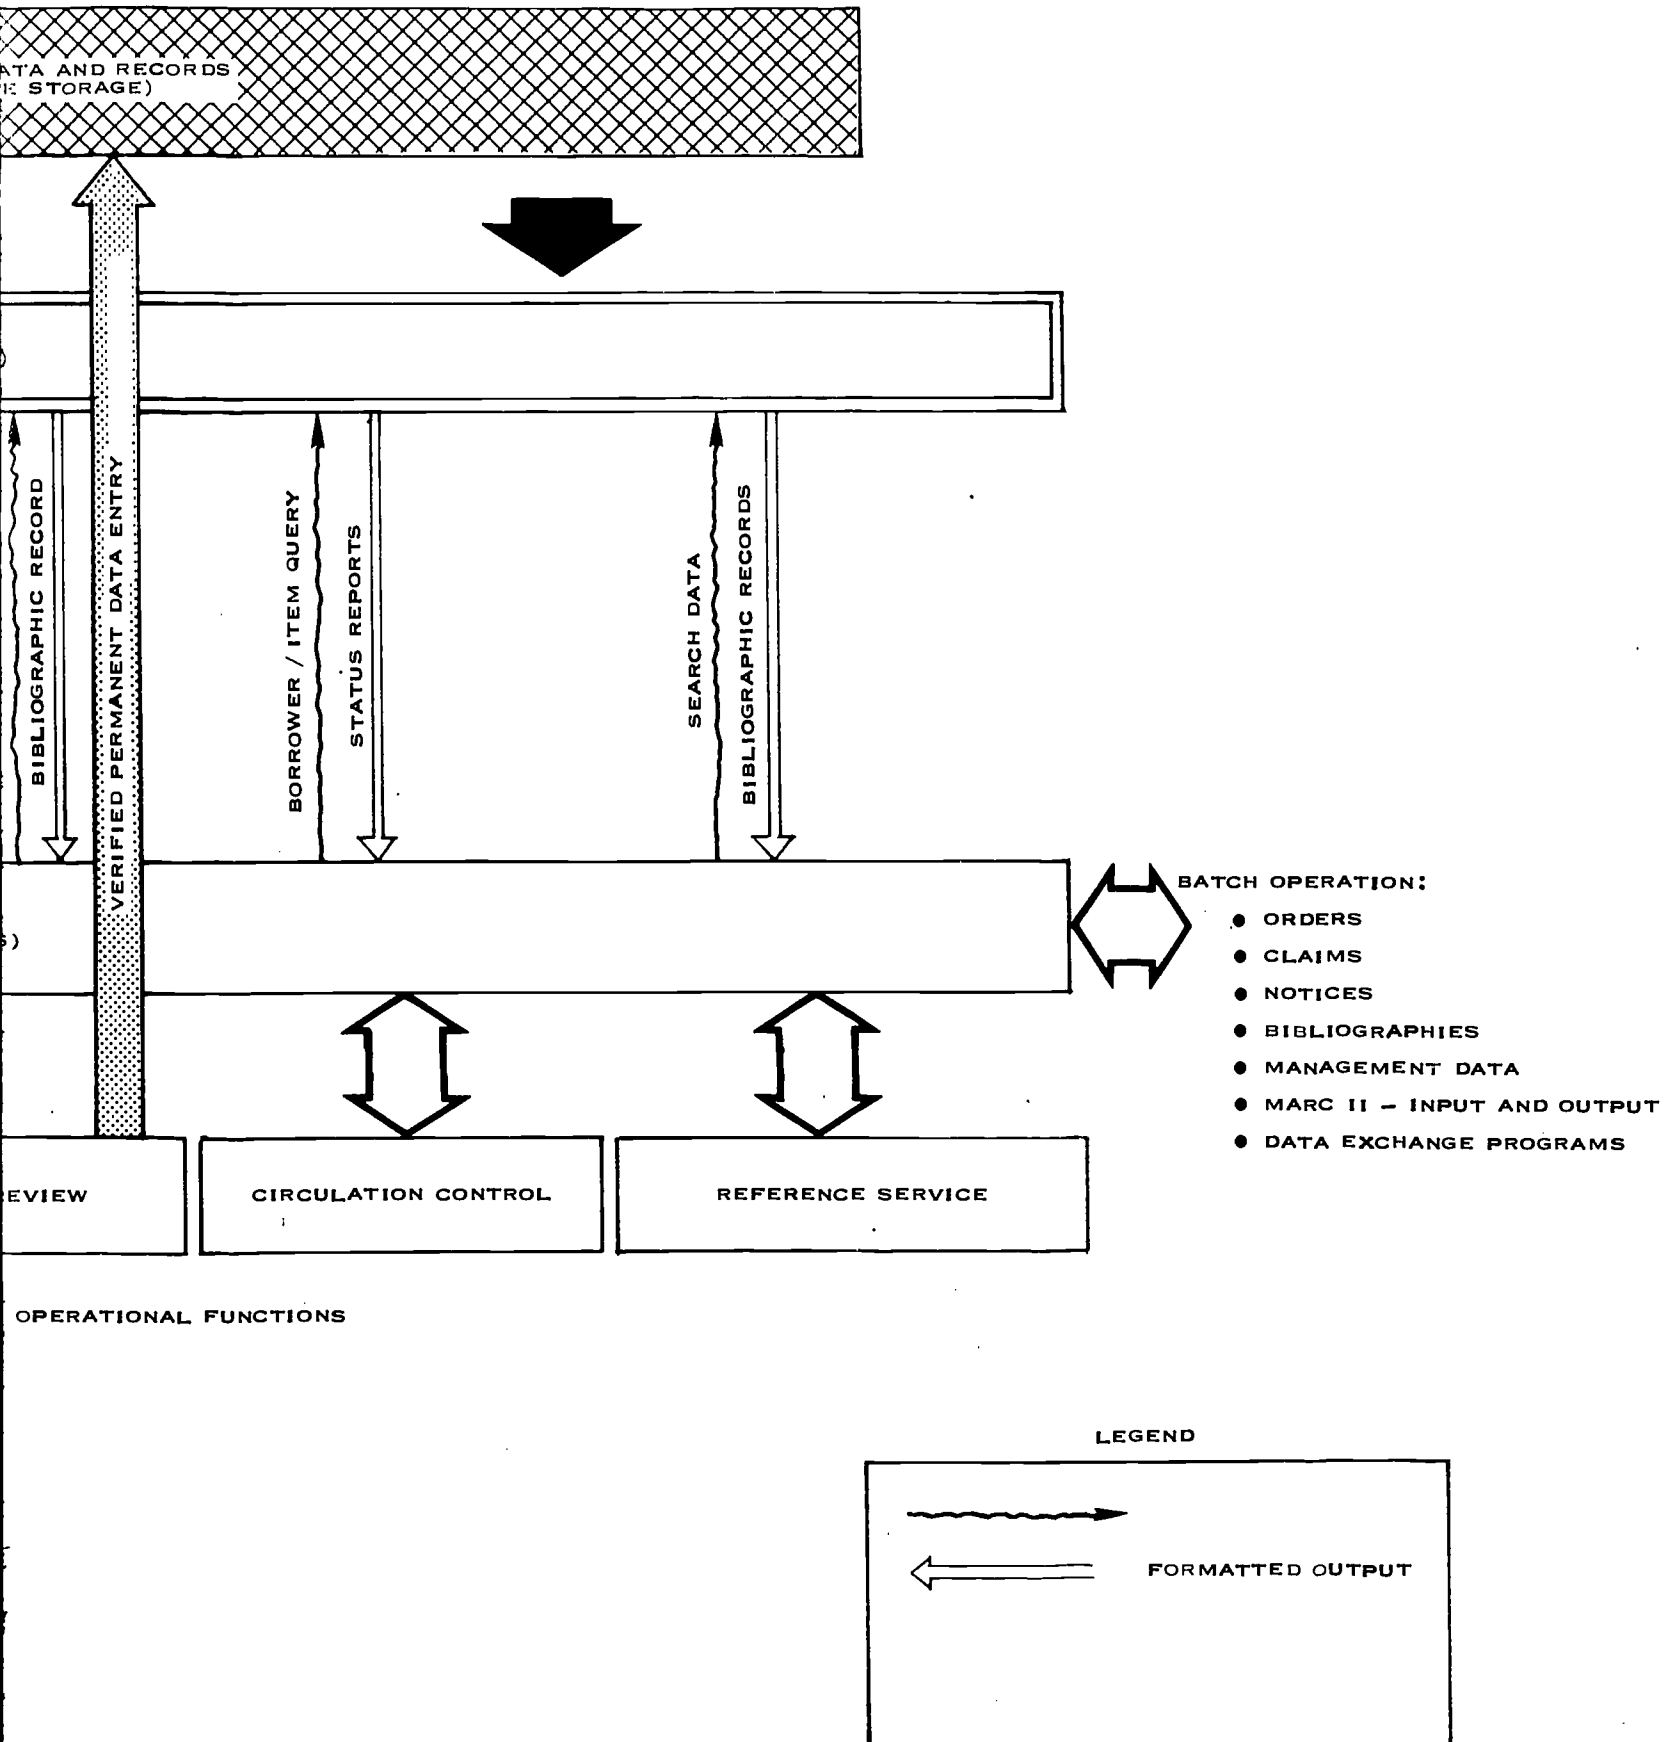 AND RECORDS
STORAGE)
BIBLIOGRAPHIC RECORD
VERIFIED PERMANENT DATA ENTRY
BORROWER / ITEM QUERY
STATUS REPORTS
SEARCH DATA
BIBLIOGRAPHIC RECORDS
BATCH OPERATION:
● ORDERS
● CLAIMS
● NOTICES
● BIBLIOGRAPHIES
● MANAGEMENT DATA
● MARC II – INPUT AND OUTPUT
● DATA EXCHANGE PROGRAMS
CIRCULATION CONTROL
REFERENCE SERVICE
OPERATIONAL FUNCTIONS
LEGEND
FORMATTED OUTPUT